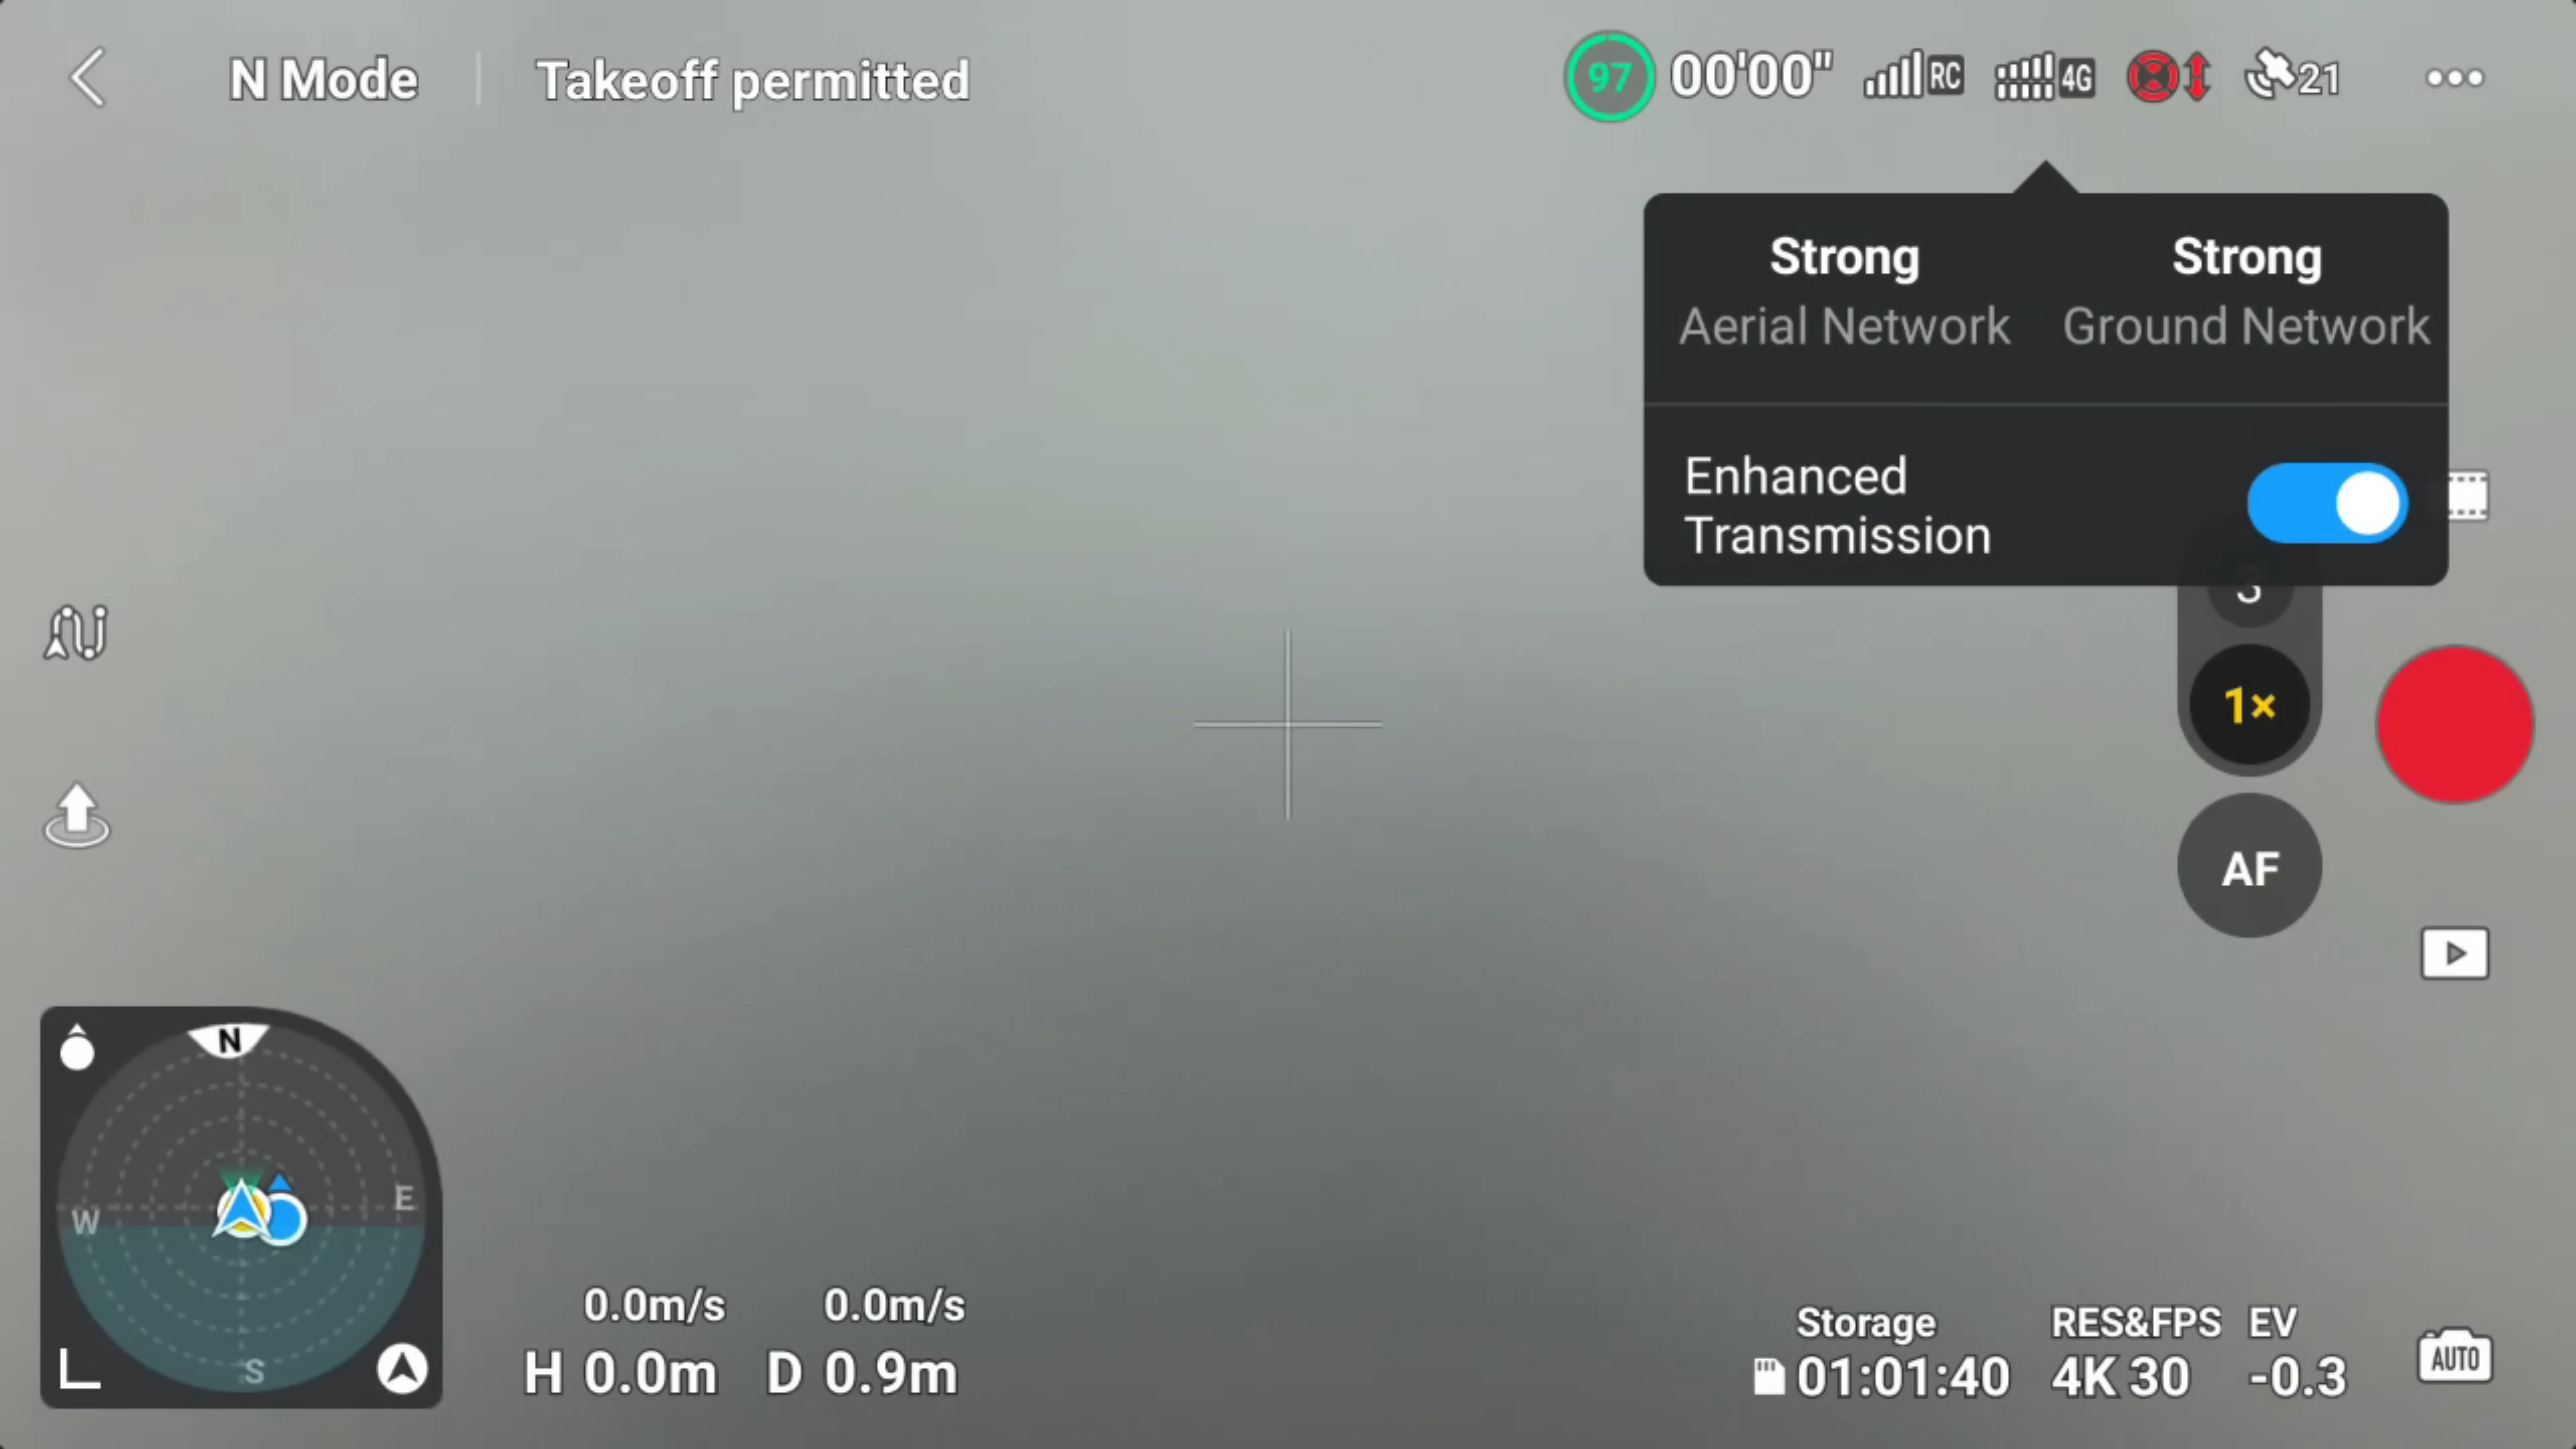 N Mode
Takeoff permitted
97
00'00"
RC
4G
21
Strong
Strong
Aerial Network
Ground Network
Enhanced
Transmission
3
1×
AF
N
W
E
S
0.0m/s
0.0m/s
H 0.0m
D 0.9m
Storage
01:01:40
RES&FPS
4K 30
EV
-0.3
AUTO